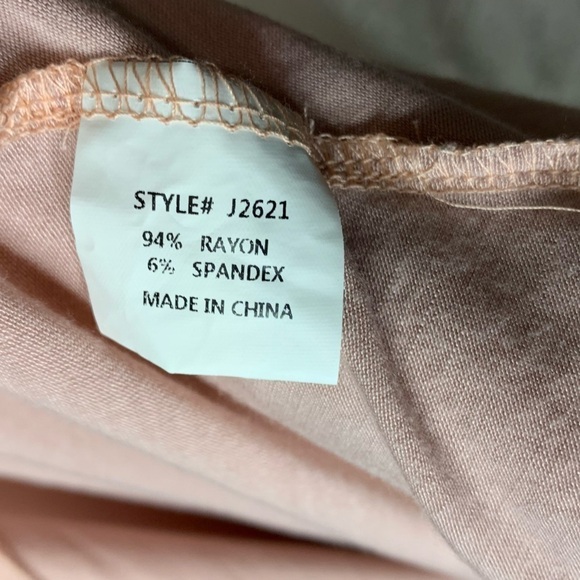 STYLE# J2621
94% RAYON
6% SPANDEX
MADE IN CHINA